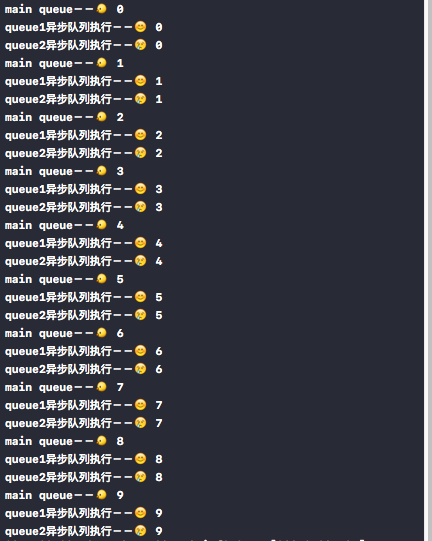 main queue——🤣 0
queue1异步队列执行——😊 0
queue2异步队列执行——😢 0
main queue——🤣 1
queue1异步队列执行——😊 1
queue2异步队列执行——😢 1
main queue——🤣 2
queue1异步队列执行——😊 2
queue2异步队列执行——😢 2
main queue——🤣 3
queue1异步队列执行——😊 3
queue2异步队列执行——😢 3
main queue——🤣 4
queue1异步队列执行——😊 4
queue2异步队列执行——😢 4
main queue——🤣 5
queue1异步队列执行——😊 5
queue2异步队列执行——😢 5
main queue——🤣 6
queue1异步队列执行——😊 6
queue2异步队列执行——😢 6
main queue——🤣 7
queue1异步队列执行——😊 7
queue2异步队列执行——😢 7
main queue——🤣 8
queue1异步队列执行——😊 8
queue2异步队列执行——😢 8
main queue——🤣 9
queue1异步队列执行——😊 9
queue2异步队列执行——😢 9